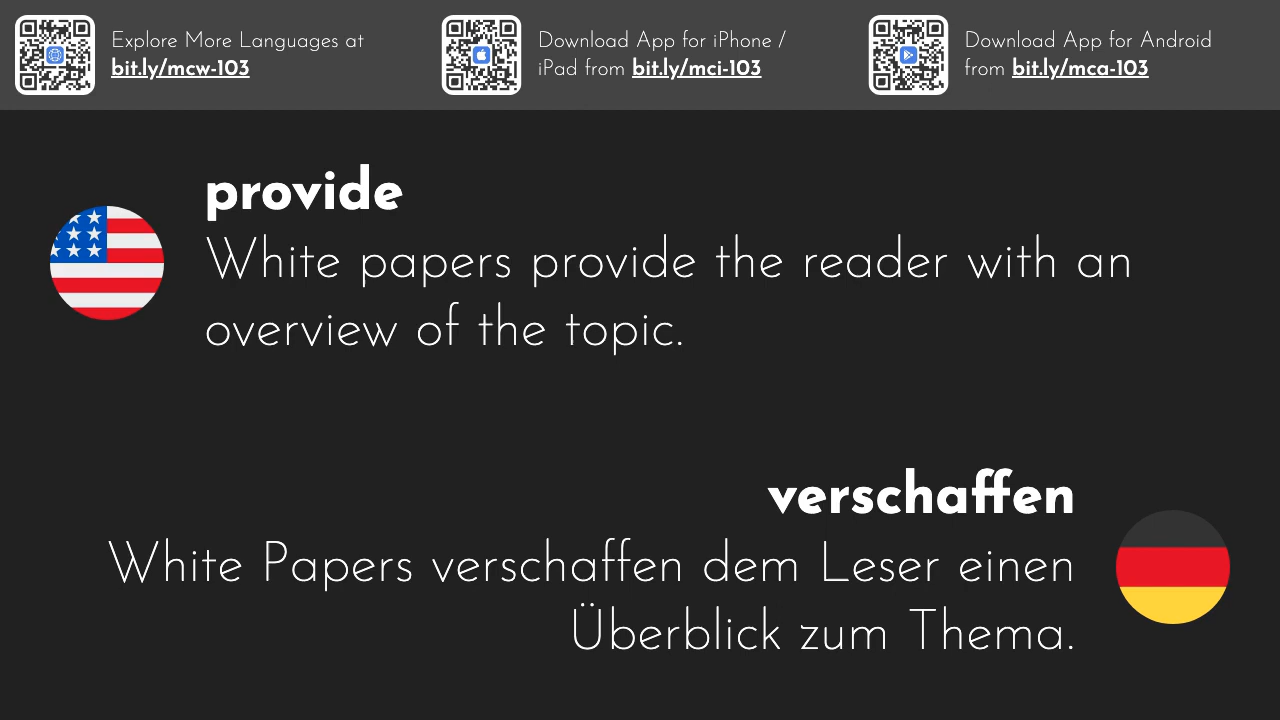 Explore More Languages at
bit.ly/mcw-103
Download App for iPhone /
iPad from bit.ly/mci-103
Download App for Android
from bit.ly/mca-103
provide
White papers provide the reader with an
overview of the topic.
verschaffen
White Papers verschaffen dem Leser einen
Überblick zum Thema.